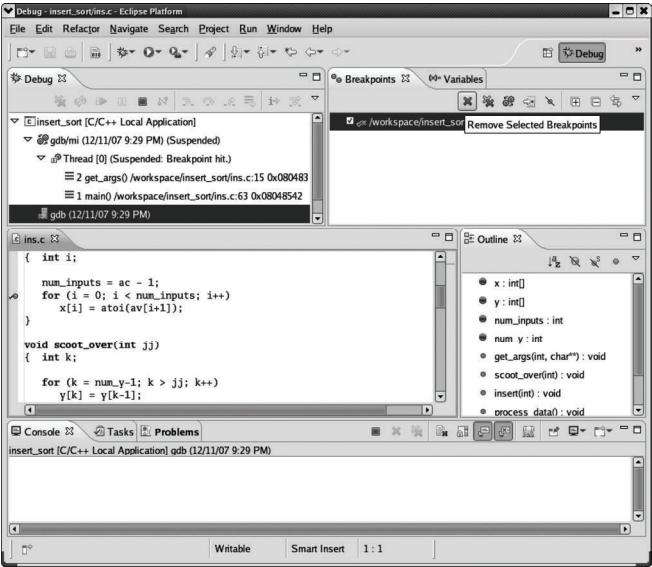 Debug - insert_sort/ins.c - Eclipse Platform
File Edit Refactor Navigate Search Project Run Window Help
Debug
Debug
Breakpoints
Variables
insert_sort [C/C++ Local Application]
gdb/mi (12/11/07 9:29 PM) (Suspended)
Thread [0] (Suspended: Breakpoint hit.)
2 get_args() /workspace/insert_sort/ins.c:15 0x080483
1 main() /workspace/insert_sort/ins.c:63 0x08048542
gdb (12/11/07 9:29 PM)
/workspace/insert_sor
Remove Selected Breakpoints
ins.c
{ int i;
num_inputs = ac - 1;
for (i = 0; i < num_inputs; i++)
x[i] = atoi(av[i+1]);
}
void scoot_over(int jj)
{ int k;
for (k = num_y-1; k > jj; k++)
y[k] = y[k-1];
Outline
x : int[]
y : int[]
num_inputs : int
num_y : int
get_args(int, char**) : void
scoot_over(int) : void
insert(int) : void
process_data() : void
Console
Tasks
Problems
insert_sort [C/C++ Local Application] gdb (12/11/07 9:29 PM)
Writable
Smart Insert
1 : 1